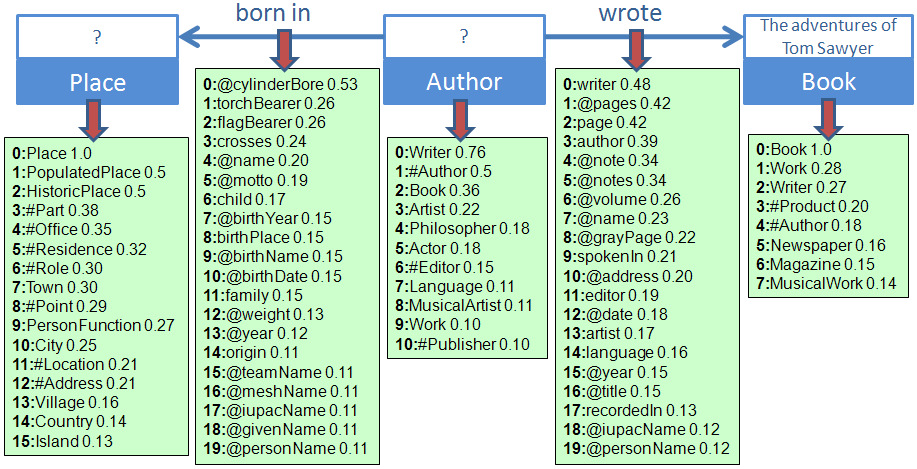 born in
wrote
?
?
The adventures of
Tom Sawyer
Place
Author
Book
0:Place 1.0
1:PopulatedPlace 0.5
2:HistoricPlace 0.5
3:#Part 0.38
4:#Office 0.35
5:#Residence 0.32
6:#Role 0.30
7:Town 0.30
8:#Point 0.29
9:PersonFunction 0.27
10:City 0.25
11:#Location 0.21
12:#Address 0.21
13:Village 0.16
14:Country 0.14
15:Island 0.13
0:@cylinderBore 0.53
1:torchBearer 0.26
2:flagBearer 0.26
3:crosses 0.24
4:@name 0.20
5:@motto 0.19
6:child 0.17
7:@birthYear 0.15
8:birthPlace 0.15
9:@birthName 0.15
10:@birthDate 0.15
11:family 0.15
12:@weight 0.13
13:@year 0.12
14:origin 0.11
15:@teamName 0.11
16:@meshName 0.11
17:@iupacName 0.11
18:@givenName 0.11
19:@personName 0.11
0:Writer 0.76
1:#Author 0.5
2:Book 0.36
3:Artist 0.22
4:Philosopher 0.18
5:Actor 0.18
6:#Editor 0.15
7:Language 0.11
8:MusicalArtist 0.11
9:Work 0.10
10:#Publisher 0.10
0:writer 0.48
1:@pages 0.42
2:page 0.42
3:author 0.39
4:@note 0.34
5:@notes 0.34
6:@volume 0.26
7:@name 0.23
8:@grayPage 0.22
9:spokenIn 0.21
10:@address 0.20
11:editor 0.19
12:@date 0.18
13:artist 0.17
14:language 0.16
15:@year 0.15
16:@title 0.15
17:recordedIn 0.13
18:@iupacName 0.12
19:@personName 0.12
0:Book 1.0
1:Work 0.28
2:Writer 0.27
3:#Product 0.20
4:#Author 0.18
5:Newspaper 0.16
6:Magazine 0.15
7:MusicalWork 0.14